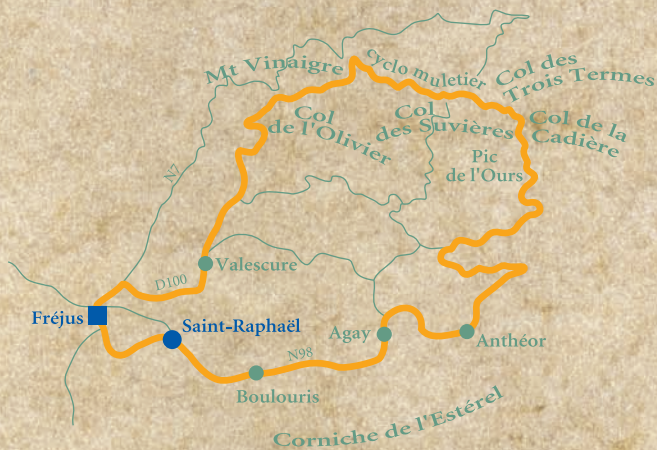 cyclo muletier
Mt Vinaigre
Col des
Trois Termes
Col
de l'Olivier
Col
des Suvières
Col de la
Cadière
Pic
de l'Ours
N7
Valescure
D100
Fréjus
Saint-Raphaël
Agay
Anthéor
N98
Boulouris
Corniche de l'Estérel